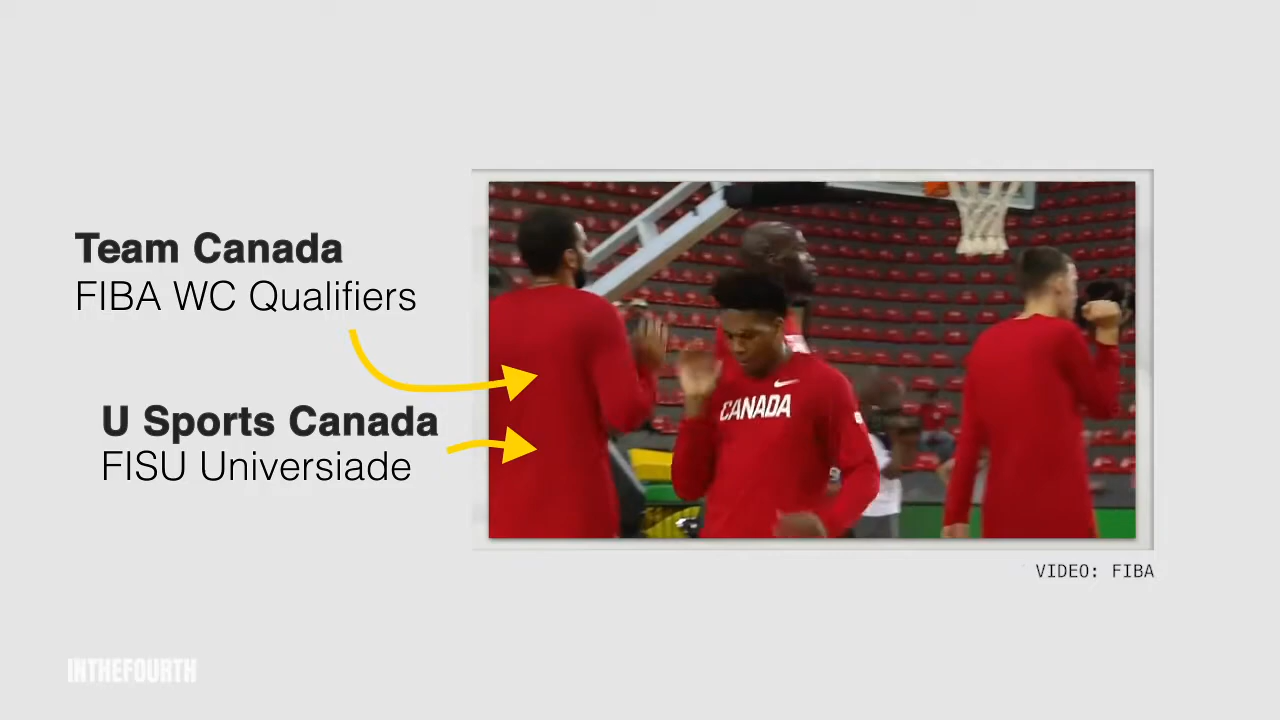 Team Canada
FIBA WC Qualifiers
U Sports Canada
FISU Universiade
CANADA
VIDEO: FIBA
INTHEFOURTH